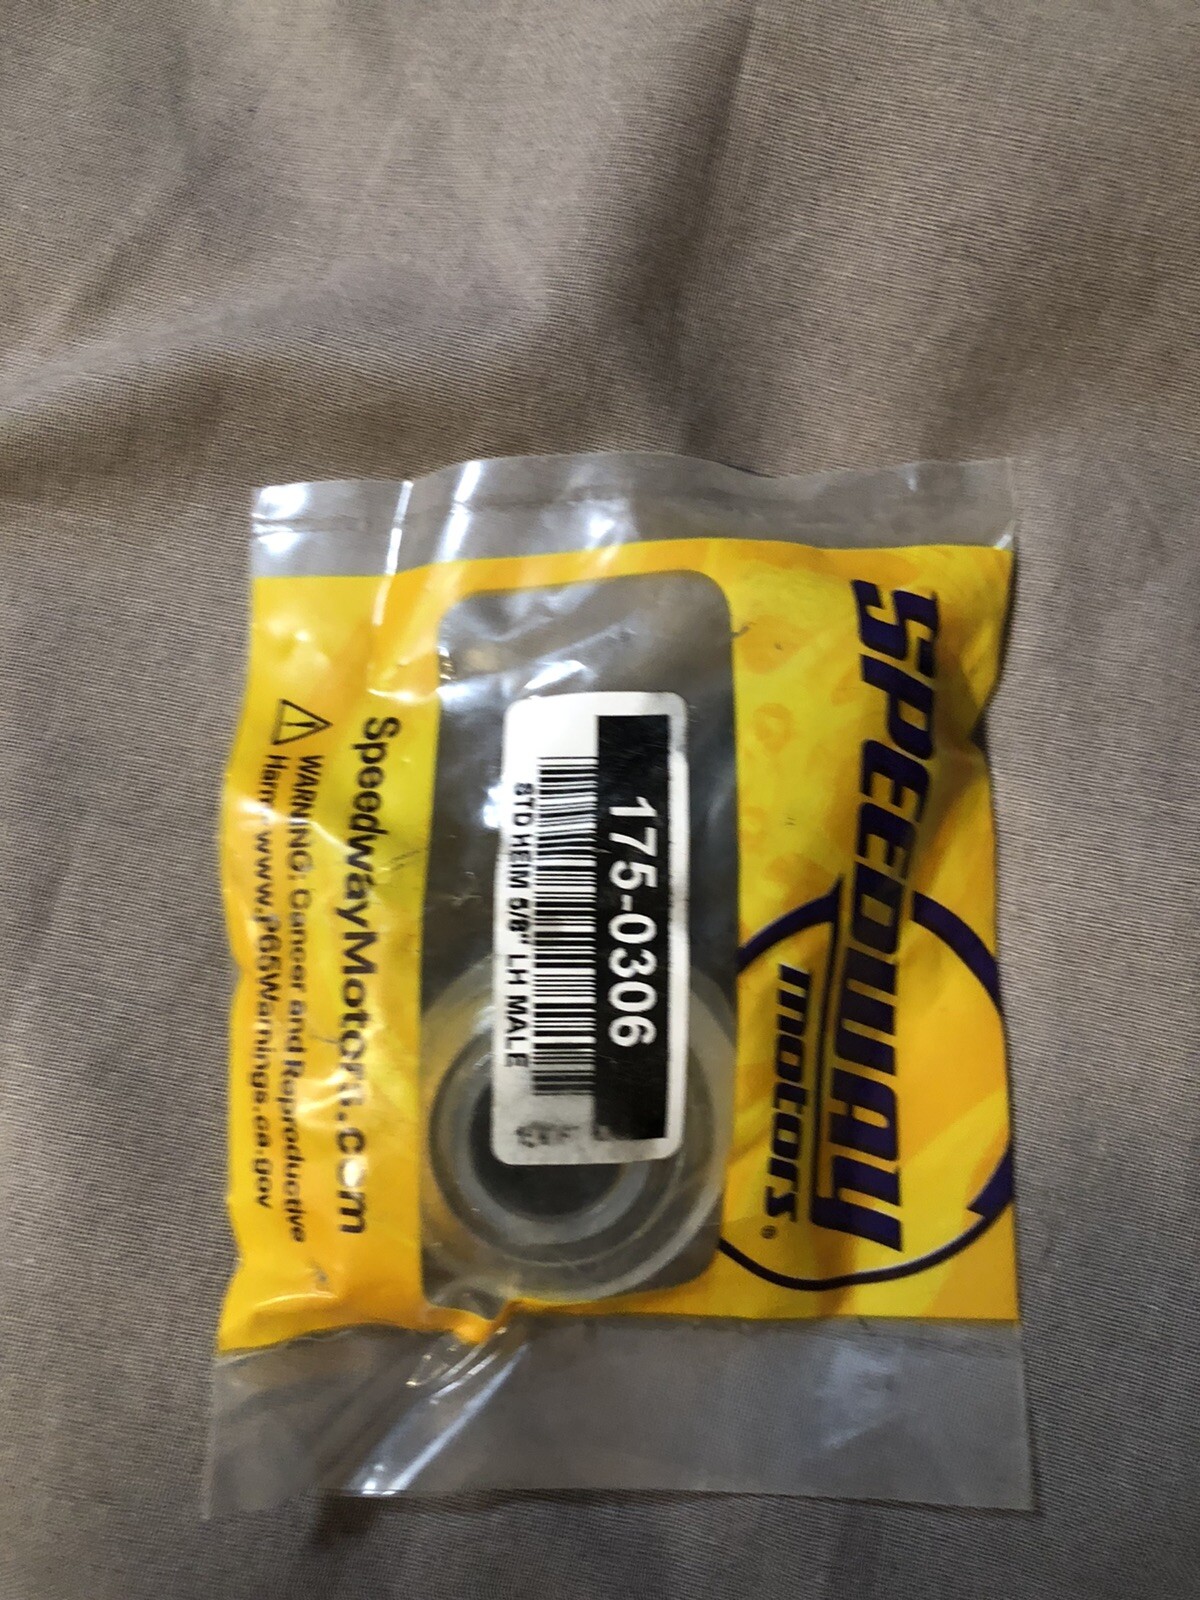 SPEEDWAY
motors®
175-0306
STD HEIM 5/8" LH MALE
SpeedwayMotors.com
WARNING: Cancer and Reproductive
Harm www.P65Warnings.ca.gov